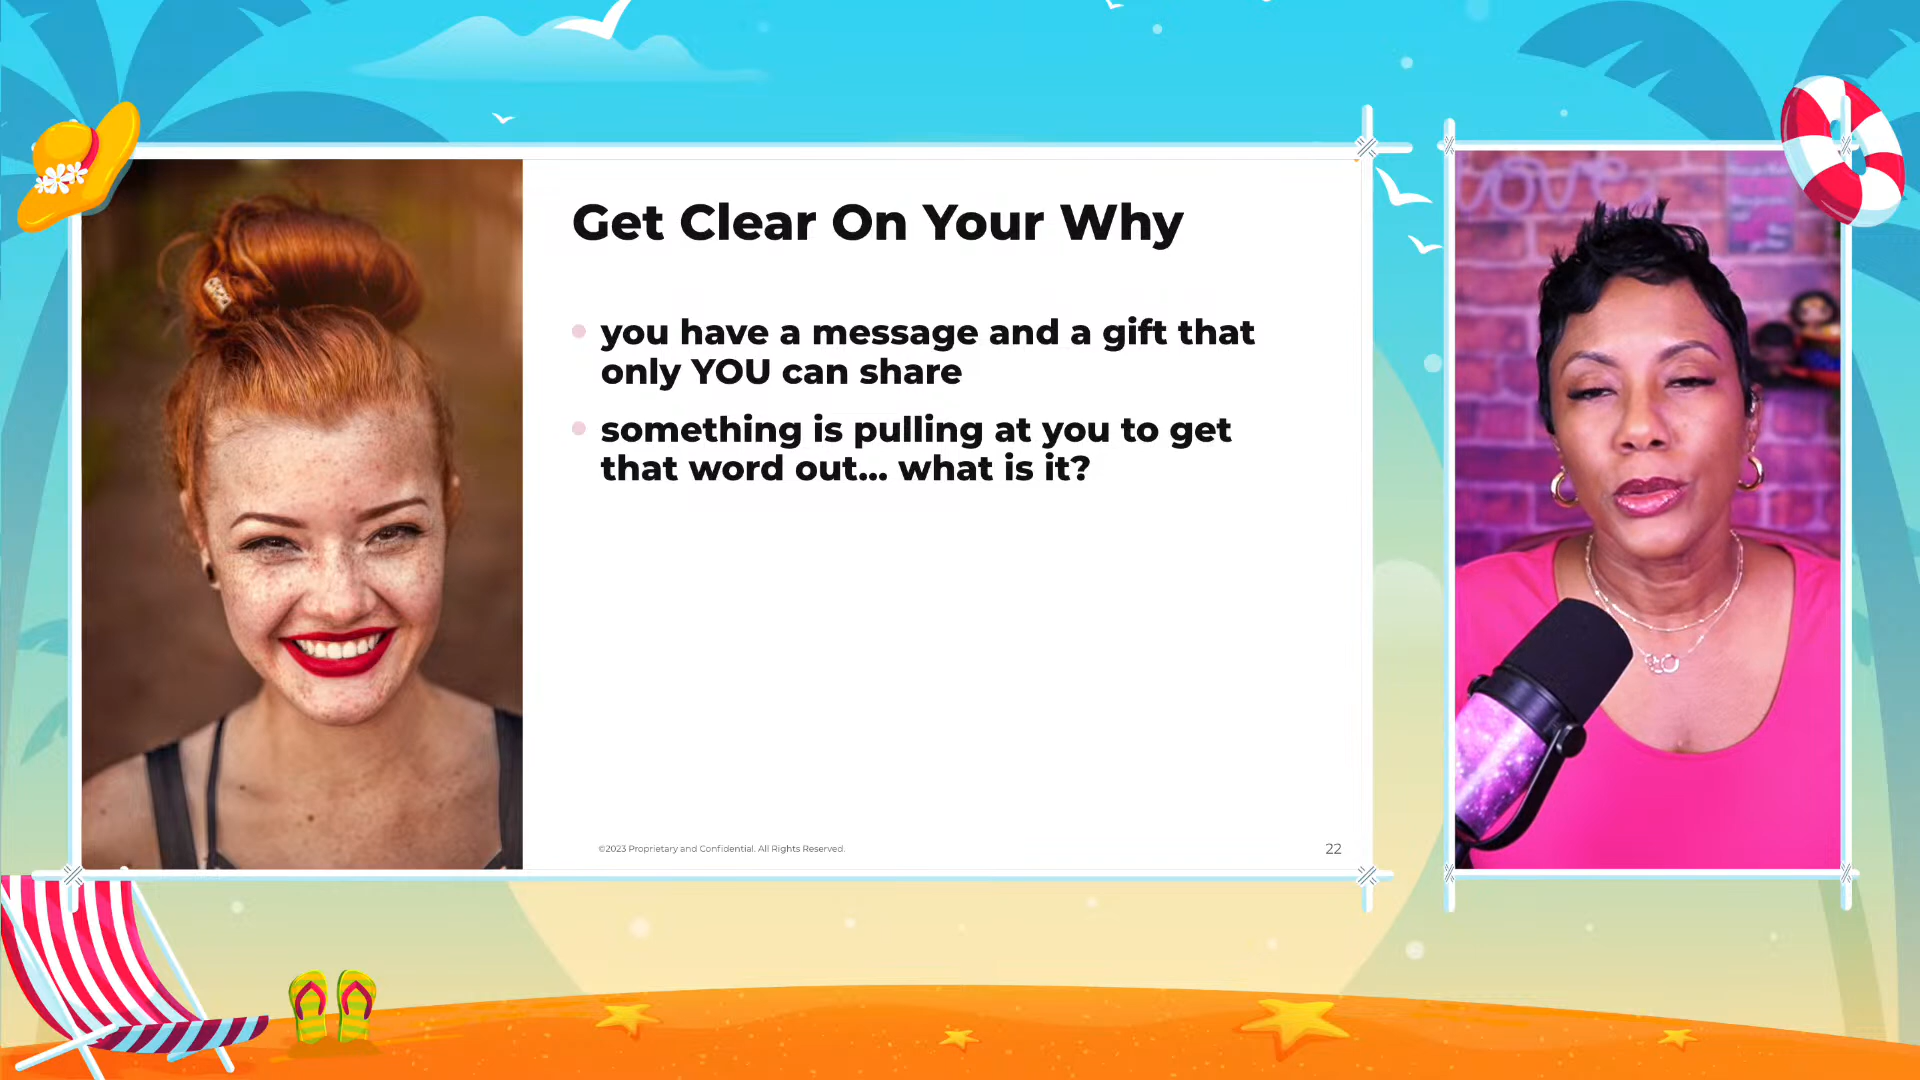 Get Clear On Your Why
you have a message and a gift that
only YOU can share
something is pulling at you to get
that word out... what is it?
©2023 Proprietary and Confidential. All Rights Reserved.
22
love